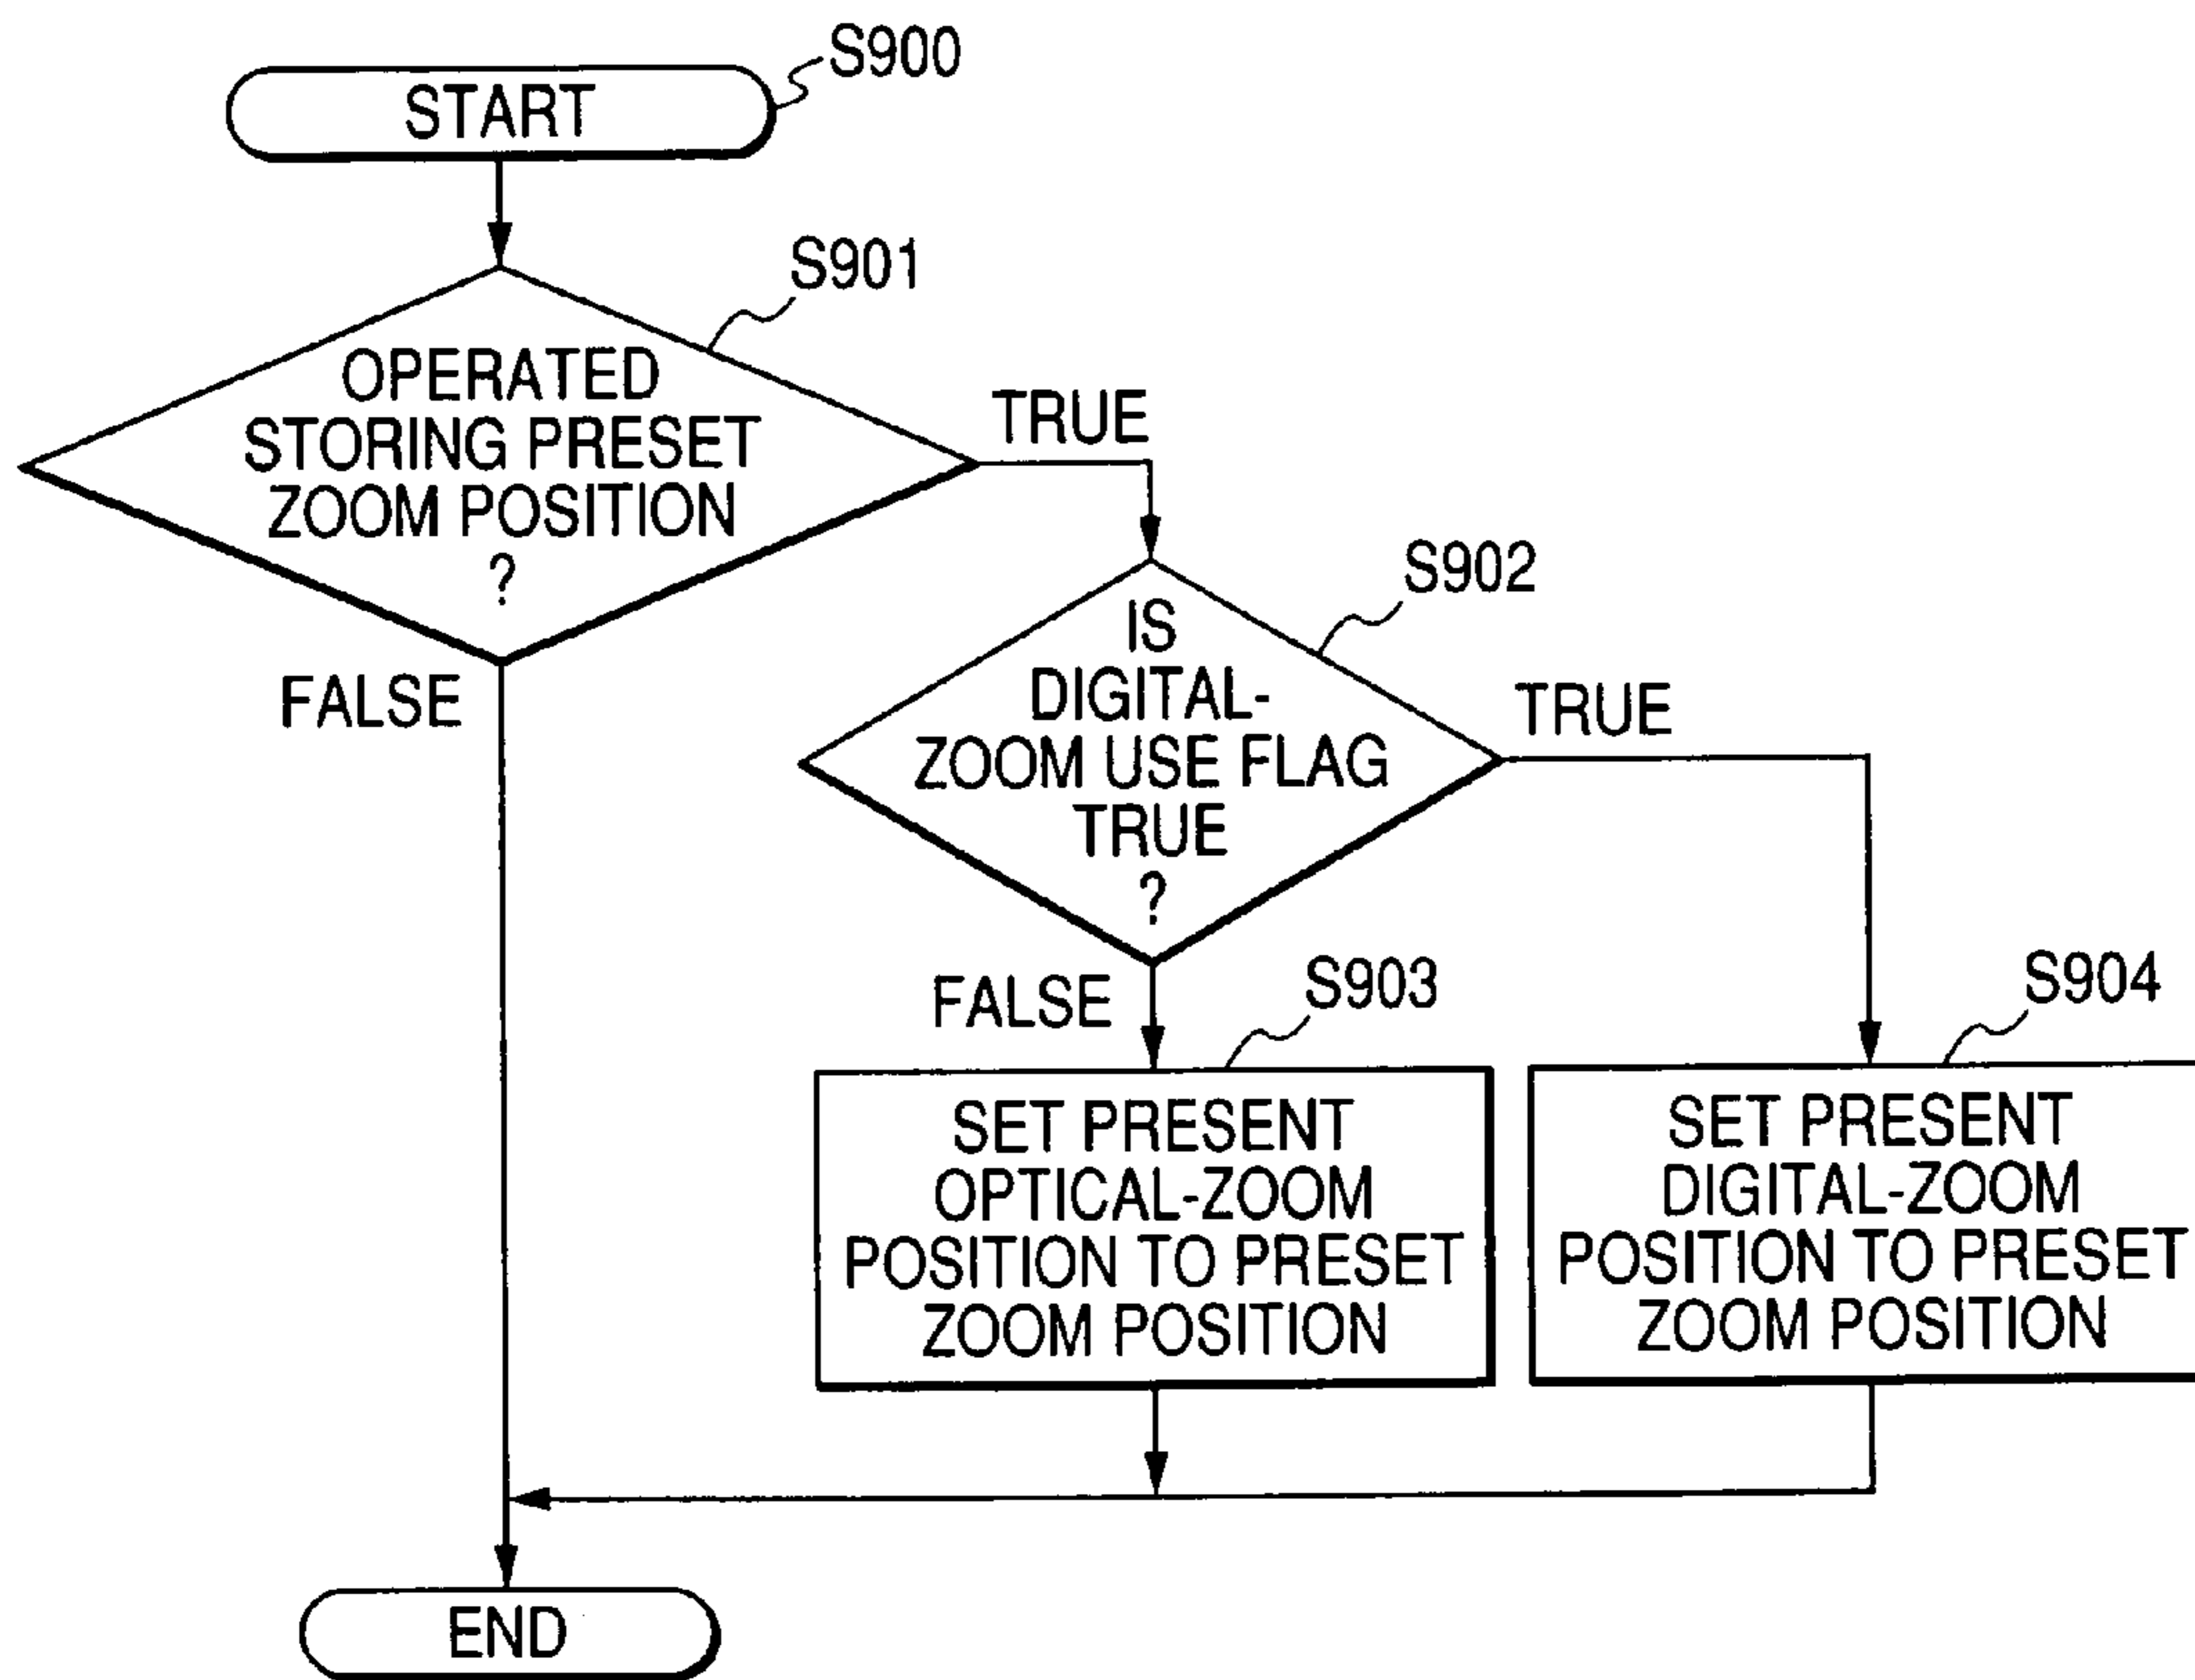 S900
START
S901
OPERATED
STORING PRESET
ZOOM POSITION
?
TRUE
FALSE
S902
IS
DIGITAL-
ZOOM USE FLAG
TRUE
?
TRUE
FALSE
S903
SET PRESENT
OPTICAL-ZOOM
POSITION TO PRESET
ZOOM POSITION
S904
SET PRESENT
DIGITAL-ZOOM
POSITION TO PRESET
ZOOM POSITION
END